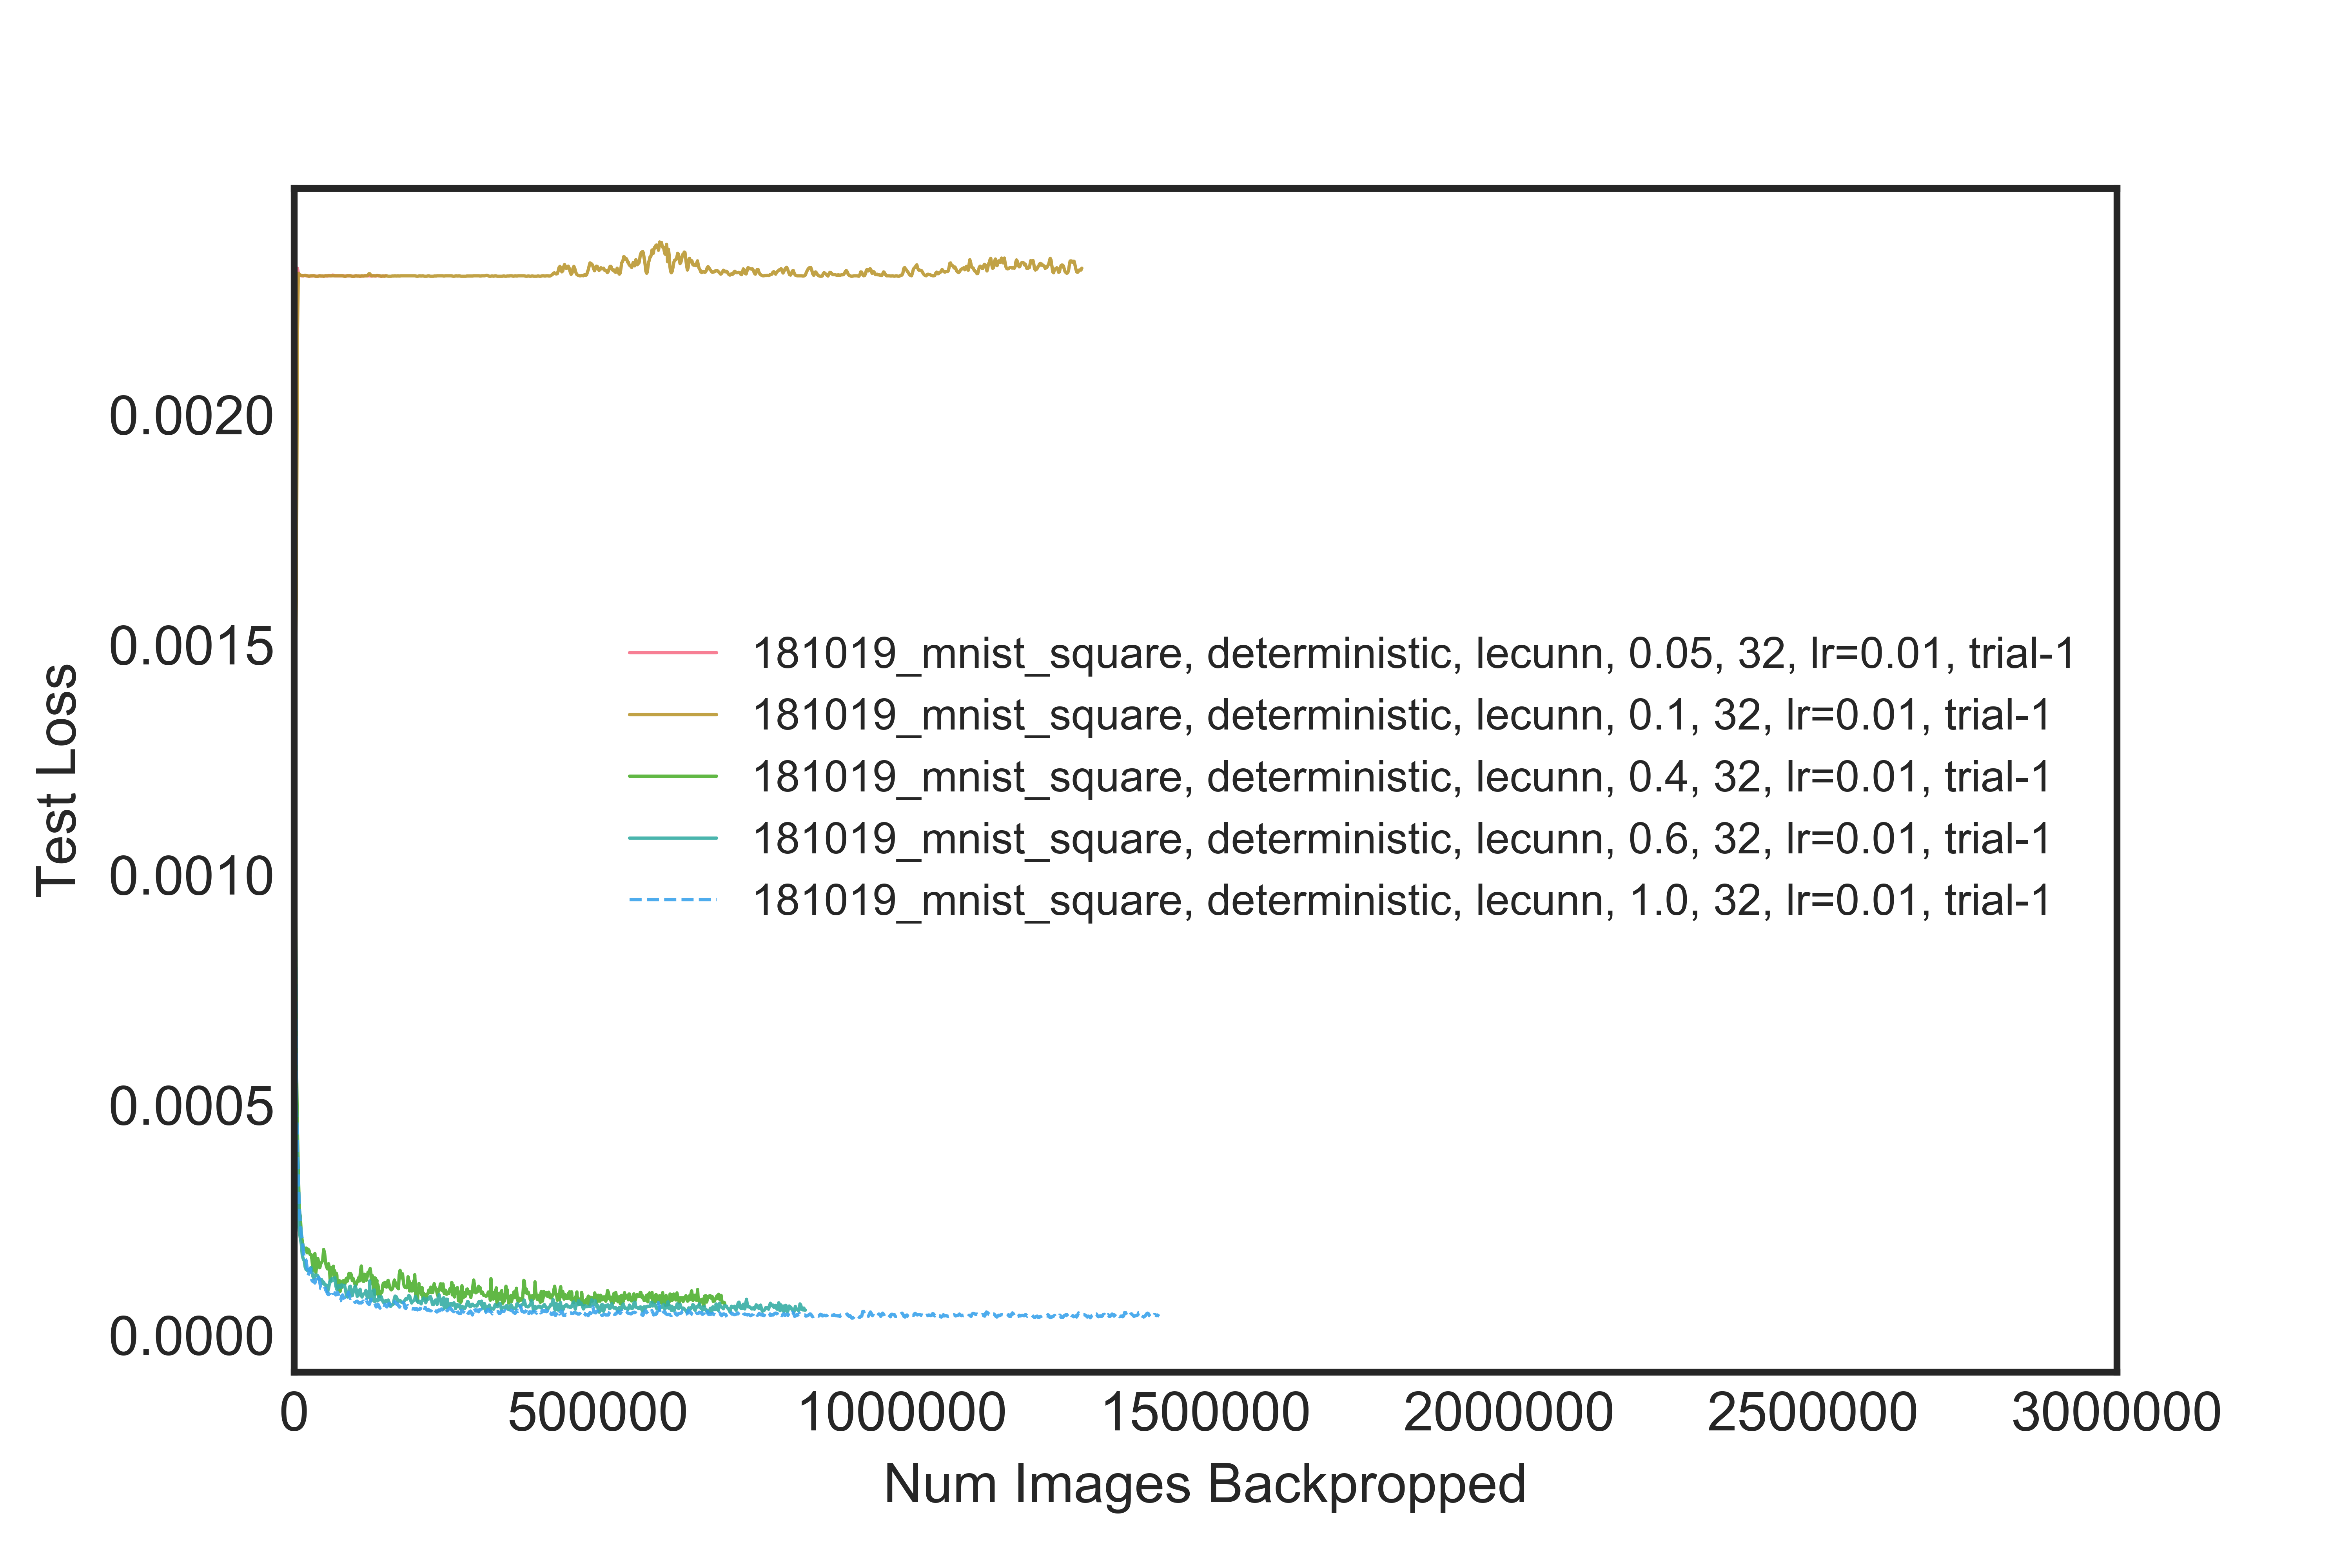 0.0020
0.0015
0.0010
0.0005
0.0000
Test Loss
181019_mnist_square, deterministic, lecunn, 0.05, 32, lr=0.01, trial-1
181019_mnist_square, deterministic, lecunn, 0.1, 32, lr=0.01, trial-1
181019_mnist_square, deterministic, lecunn, 0.4, 32, lr=0.01, trial-1
181019_mnist_square, deterministic, lecunn, 0.6, 32, lr=0.01, trial-1
181019_mnist_square, deterministic, lecunn, 1.0, 32, lr=0.01, trial-1
0 500000 1000000 1500000 2000000 2500000 3000000
Num Images Backpropped